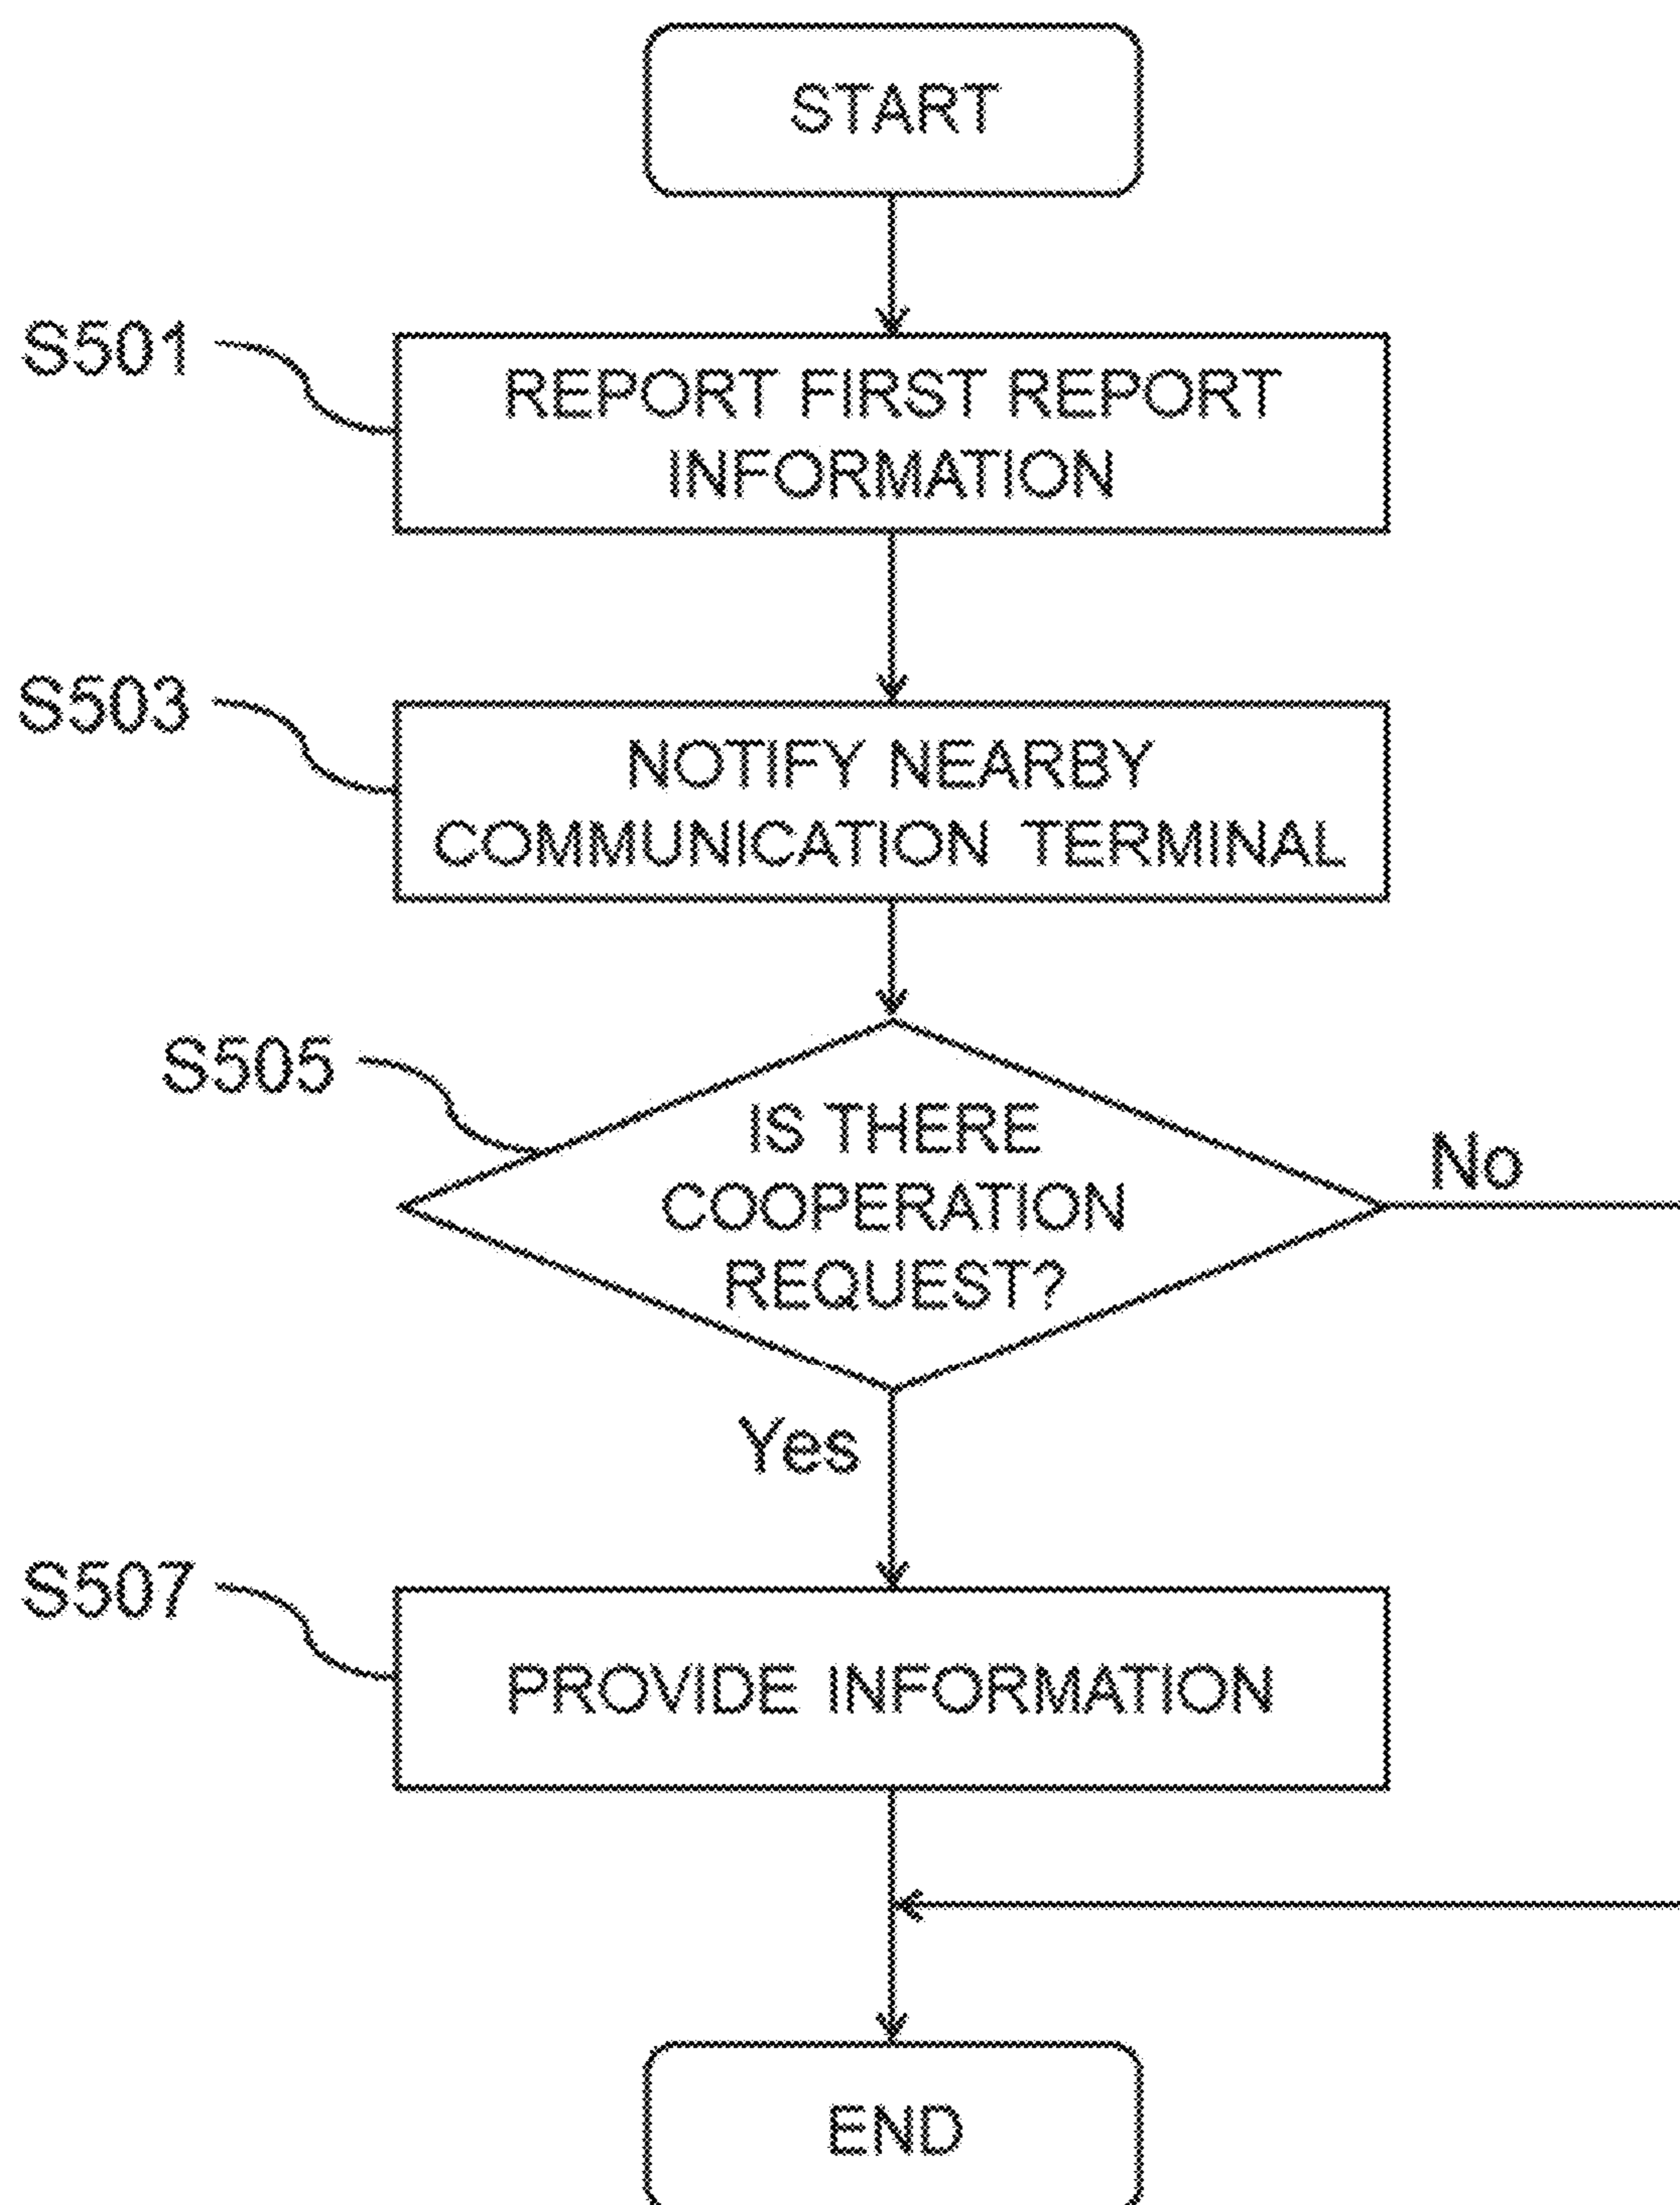 START
S501
REPORT FIRST REPORT
INFORMATION
S503
NOTIFY NEARBY
COMMUNICATION TERMINAL
S505
IS THERE
COOPERATION
REQUEST?
No
Yes
S507
PROVIDE INFORMATION
END